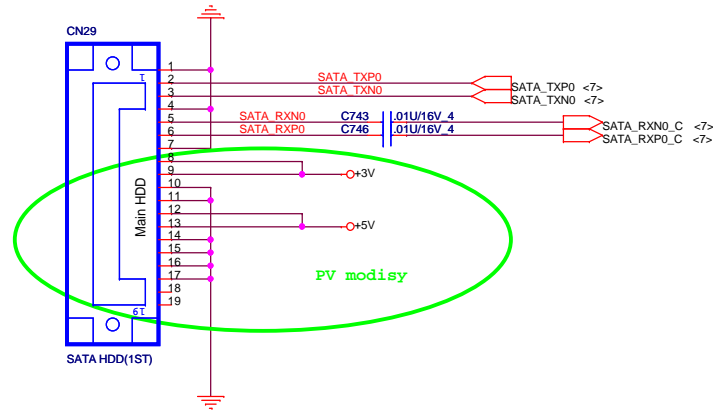 CN29
1
1
2 SATA_TXP0 SATA_TXP0 <7>
3 SATA_TXN0 SATA_TXN0 <7>
4
5 SATA_RXN0 C743 .01U/16V_4 SATA_RXN0_C <7>
6 SATA_RXP0 C746 .01U/16V_4 SATA_RXP0_C <7>
7
8
9 +3V
10
11
12
13 +5V
14
15
16
17
18
19
19
Main HDD
PV modisy
SATA HDD(1ST)